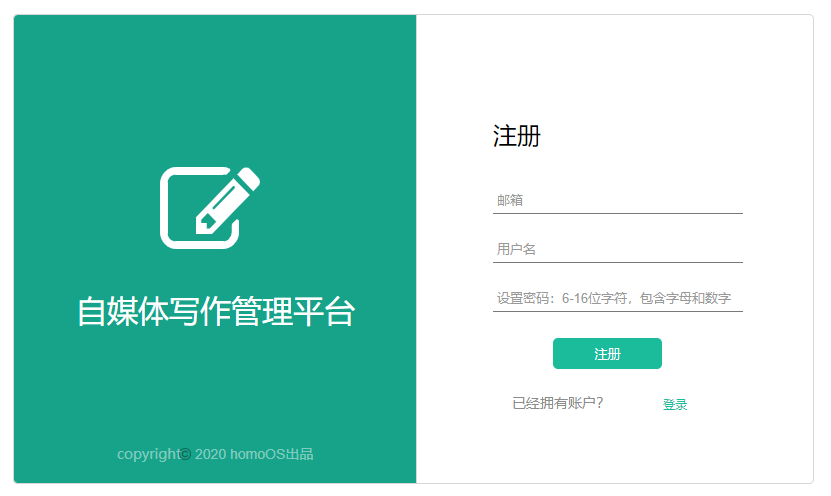 自媒体写作管理平台
copyright© 2020 homoOS出品
注册
邮箱
用户名
设置密码：6-16位字符，包含字母和数字
注册
已经拥有账户？ 登录